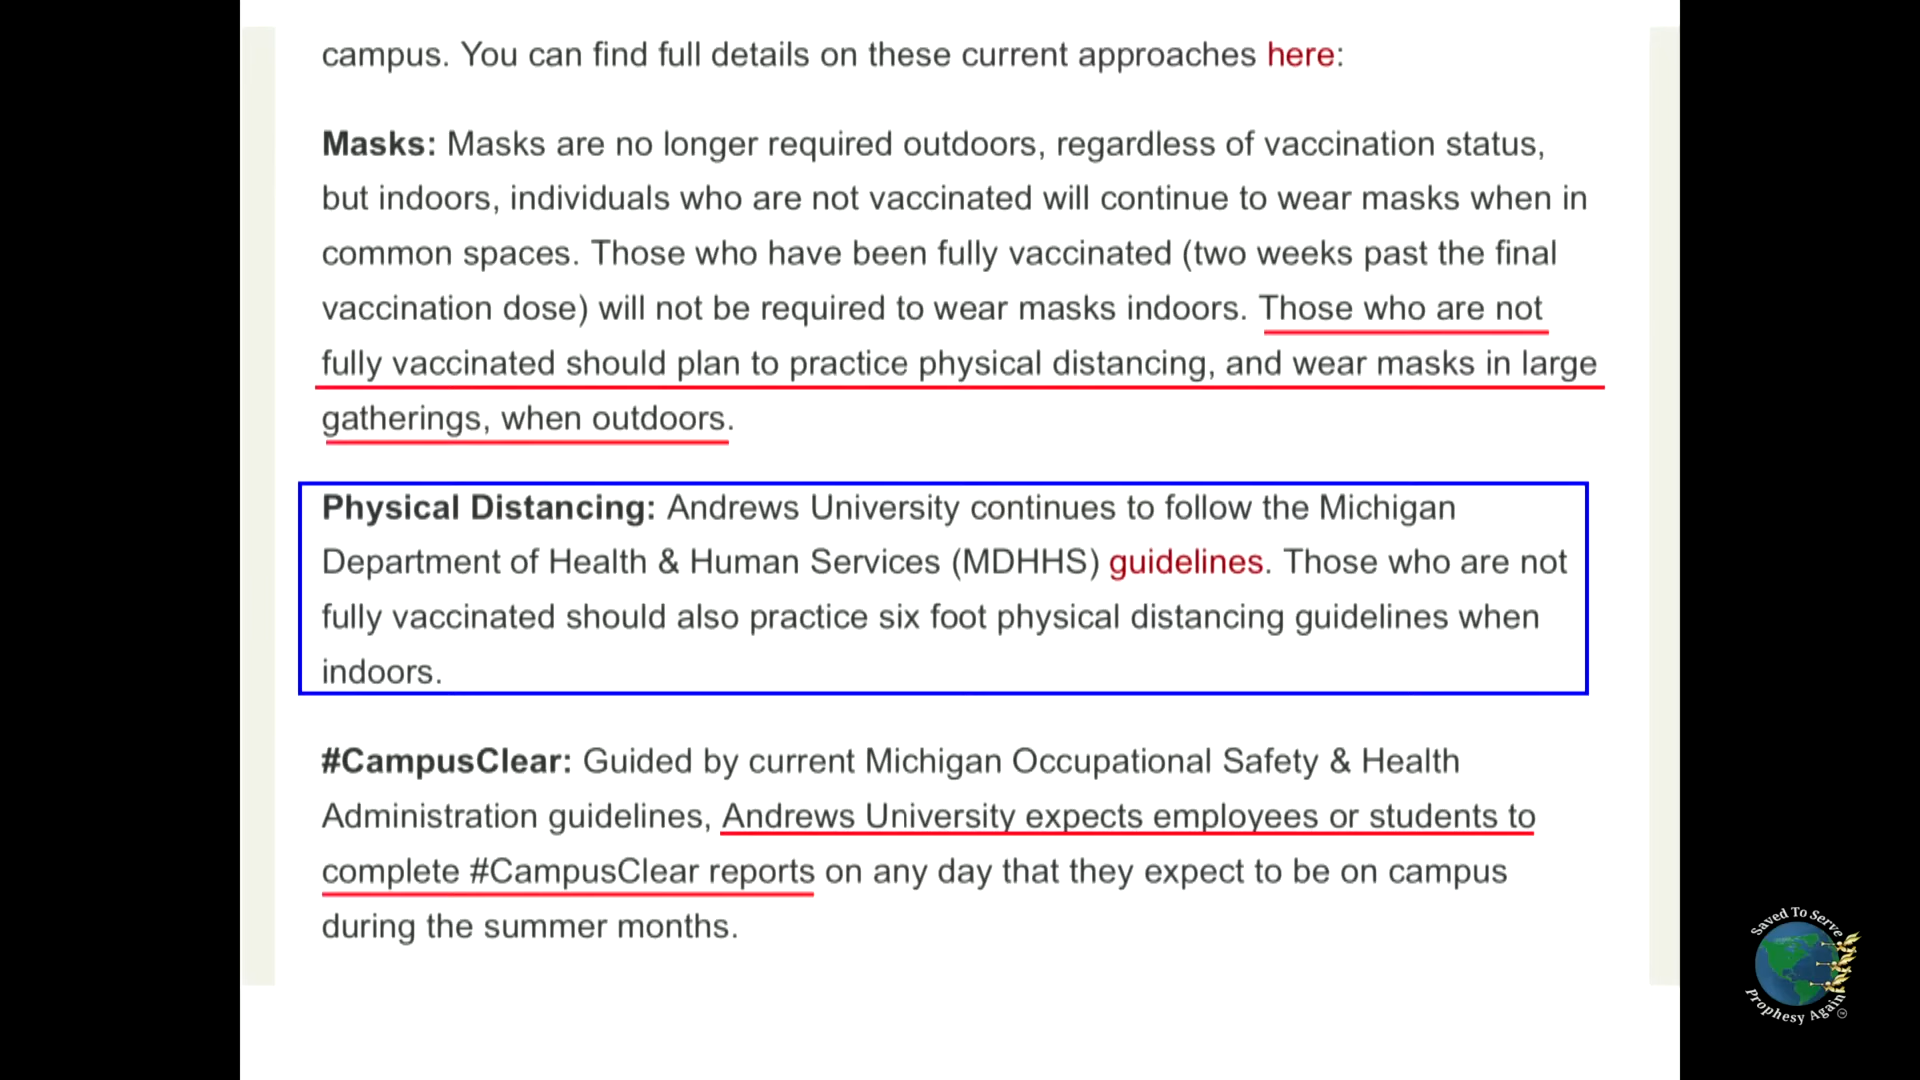 campus. You can find full details on these current approaches here:
Masks: Masks are no longer required outdoors, regardless of vaccination status,
but indoors, individuals who are not vaccinated will continue to wear masks when in
common spaces. Those who have been fully vaccinated (two weeks past the final
vaccination dose) will not be required to wear masks indoors. Those who are not
fully vaccinated should plan to practice physical distancing, and wear masks in large
gatherings, when outdoors.
Physical Distancing: Andrews University continues to follow the Michigan
Department of Health & Human Services (MDHHS) guidelines. Those who are not
fully vaccinated should also practice six foot physical distancing guidelines when
indoors.
#CampusClear: Guided by current Michigan Occupational Safety & Health
Administration guidelines, Andrews University expects employees or students to
complete #CampusClear reports on any day that they expect to be on campus
during the summer months.
Saved To Serve
Prophesy Again